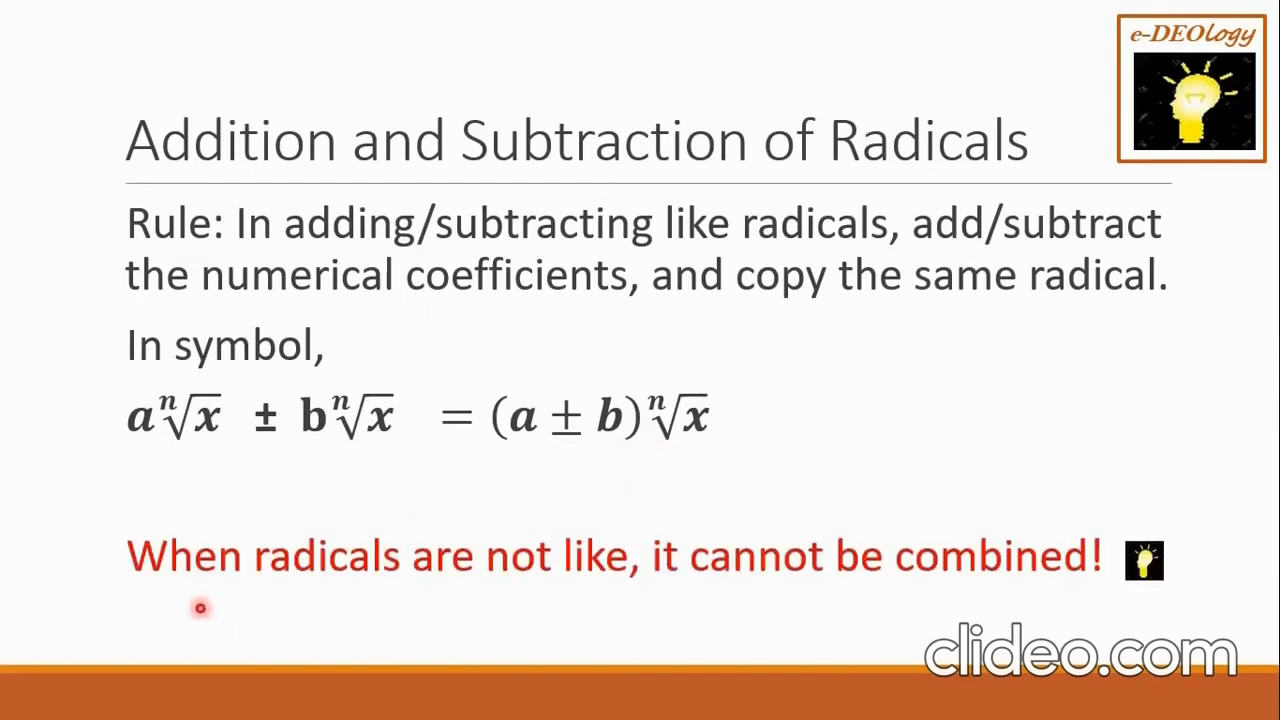 e-DEOlogy
Addition and Subtraction of Radicals
Rule: In adding/subtracting like radicals, add/subtract
the numerical coefficients, and copy the same radical.
In symbol,
a ⁿ√x ± b ⁿ√x = (a ± b) ⁿ√x
When radicals are not like, it cannot be combined!
clideo.com